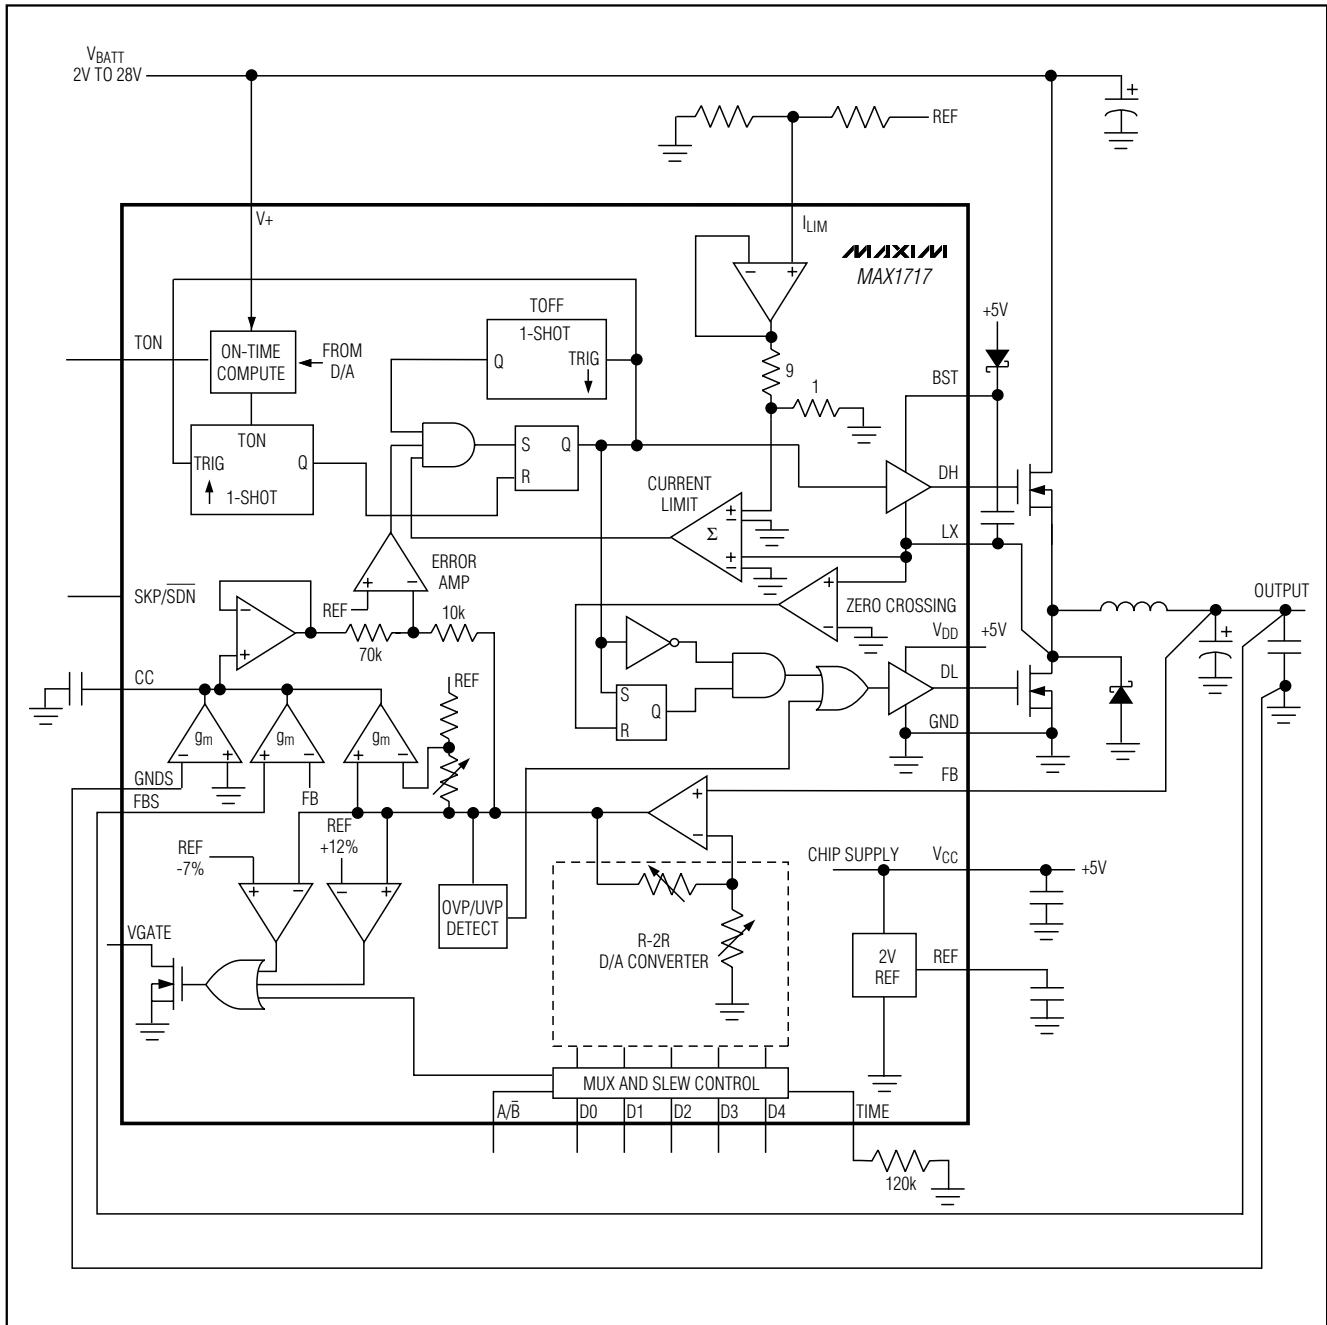 VBATT
2V TO 28V
+
REF
V+
ILIM
MAXIM
MAX1717
- +
TOFF
1-SHOT
Q
TRIG
+5V
TON
ON-TIME
COMPUTE
FROM
D/A
9
1
BST
TON
TRIG
Q
1-SHOT
S Q
R
CURRENT
LIMIT
DH
+
-
Σ
+
-
LX
ERROR
AMP
+ -
SKP/SDN
REF
10k
70k
-
+
+
-
ZERO CROSSING
OUTPUT
VDD
+5V
+
CC
REF
S
Q
R
DL
gm
gm
gm
- +
+ -
+ -
GND
GNDS
FBS
FB
FB
+
-
REF
-7%
REF
+12%
+ -
- +
OVP/UVP
DETECT
CHIP SUPPLY
VCC
+5V
VGATE
R-2R
D/A CONVERTER
2V
REF
REF
MUX AND SLEW CONTROL
A/B̅
D0
D1
D2
D3
D4
TIME
120k